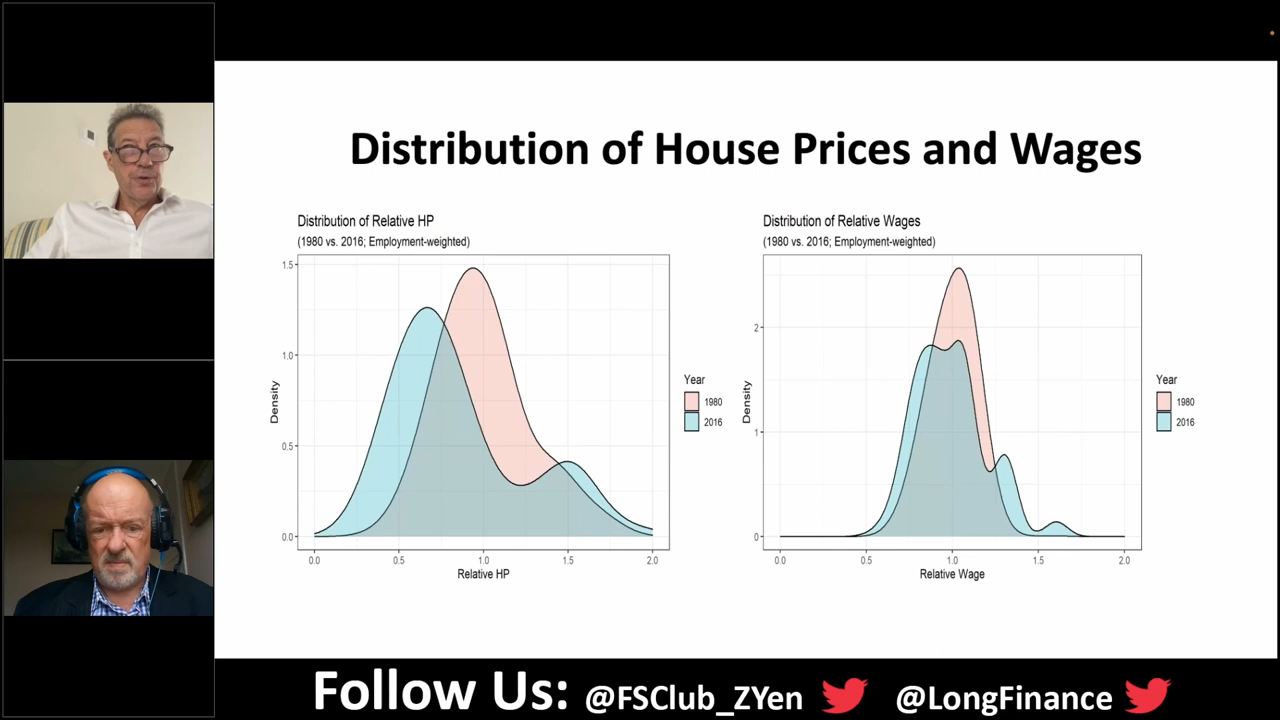 Distribution of House Prices and Wages
Distribution of Relative HP
(1980 vs. 2016; Employment-weighted)
1.5
1.0
0.5
0.0
Density
0.0 0.5 1.0 1.5 2.0
Relative HP
Year
1980
2016
Distribution of Relative Wages
(1980 vs. 2016; Employment-weighted)
2
1
0
Density
0.0 0.5 1.0 1.5 2.0
Relative Wage
Year
1980
2016
Follow Us: @FSClub_ZYen @LongFinance